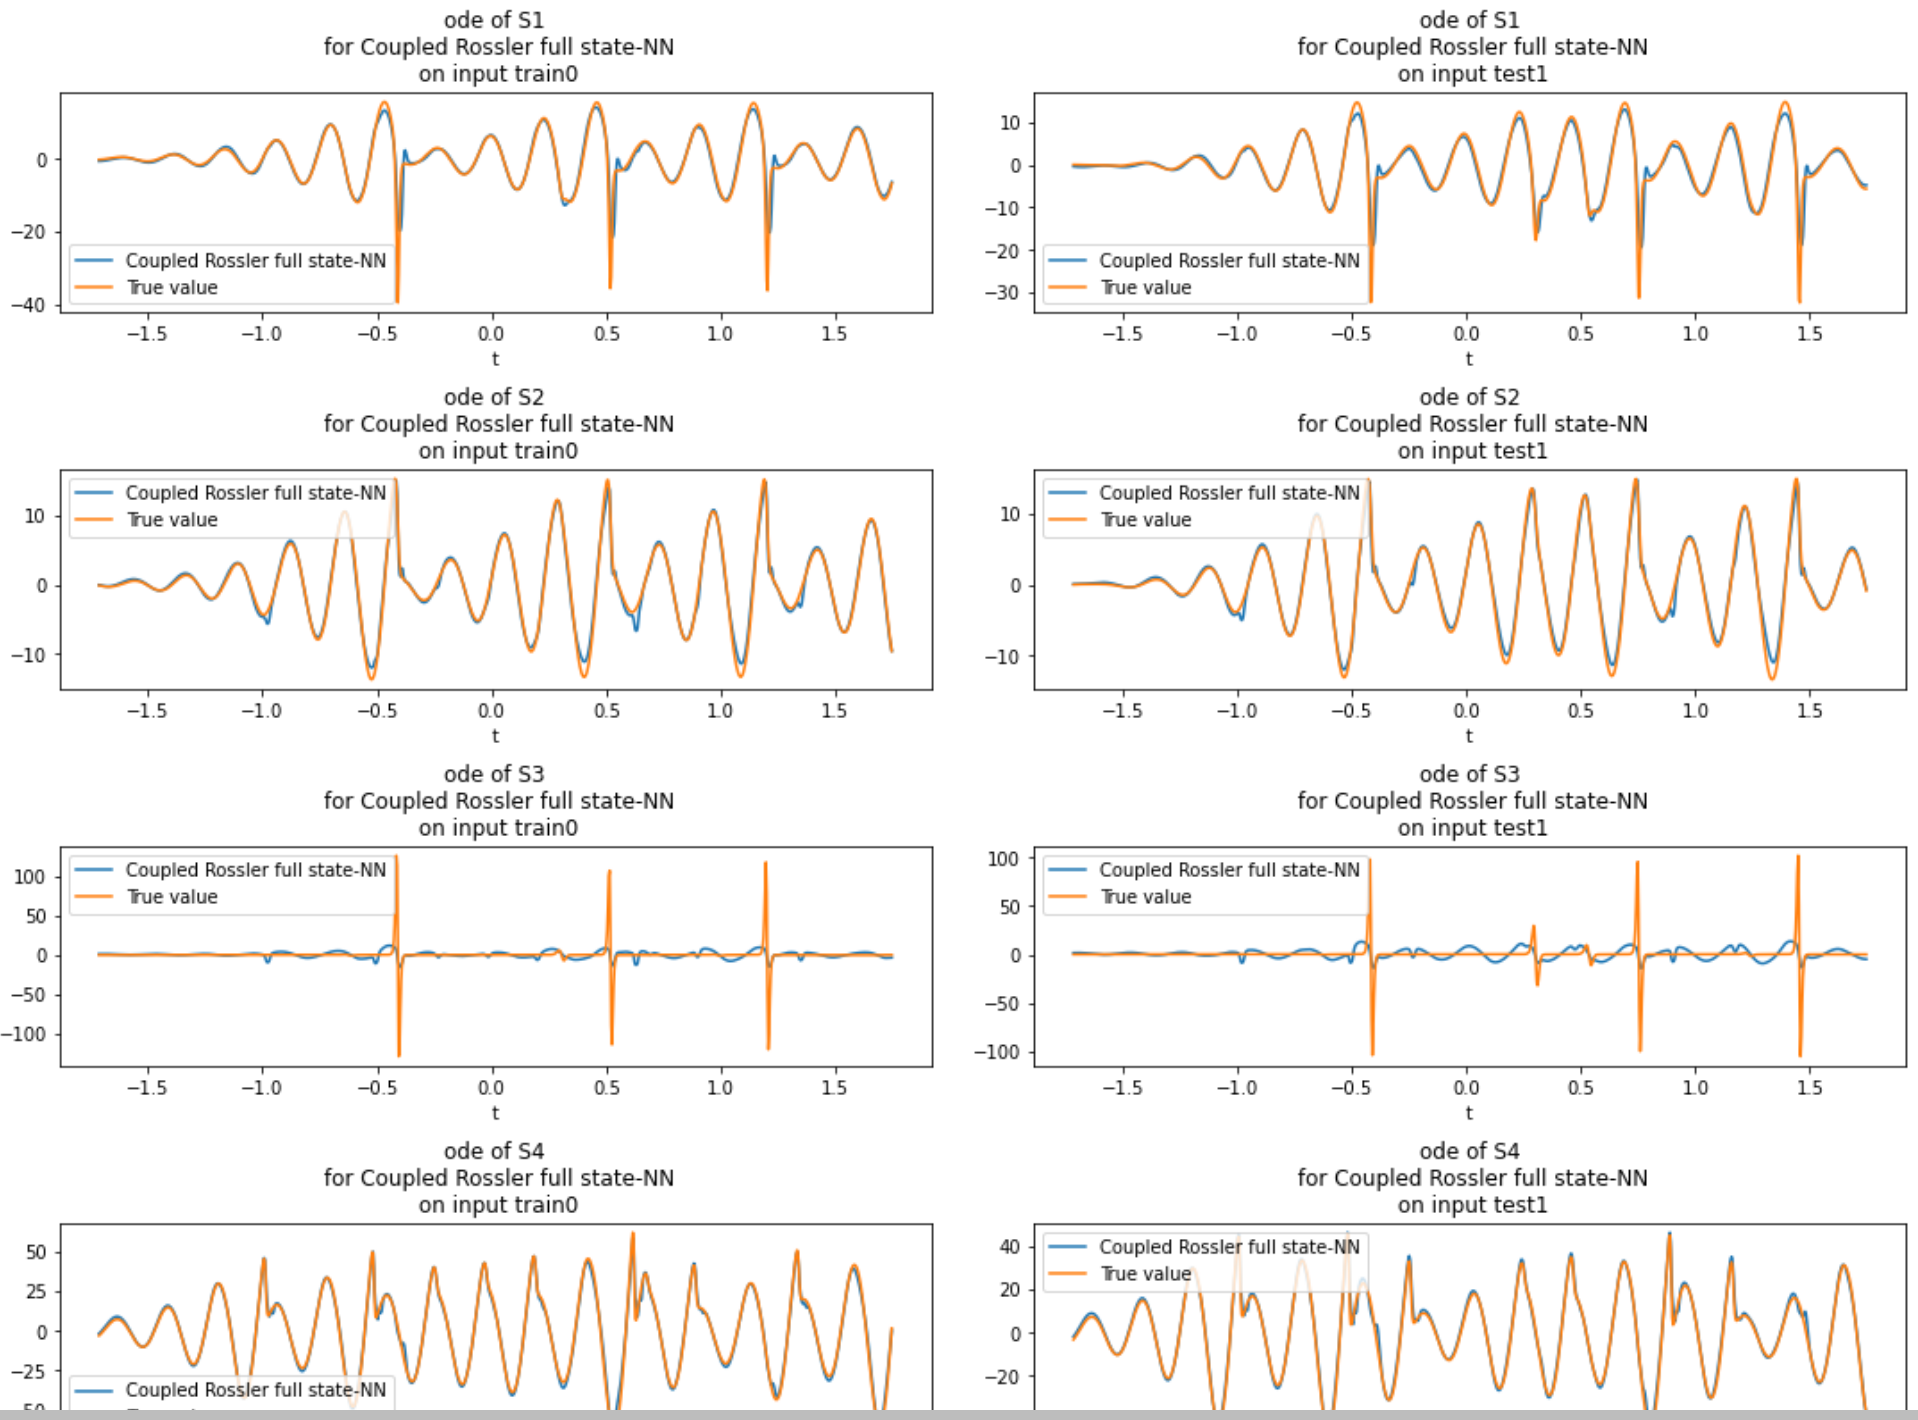 ode of S1
for Coupled Rossler full state-NN
on input train0
0
−20
−40
Coupled Rossler full state-NN
True value
−1.5 −1.0 −0.5 0.0 0.5 1.0 1.5
t
ode of S1
for Coupled Rossler full state-NN
on input test1
10
0
−10
−20
−30
Coupled Rossler full state-NN
True value
−1.5 −1.0 −0.5 0.0 0.5 1.0 1.5
t
ode of S2
for Coupled Rossler full state-NN
on input train0
Coupled Rossler full state-NN
True value
10
0
−10
−1.5 −1.0 −0.5 0.0 0.5 1.0 1.5
t
ode of S2
for Coupled Rossler full state-NN
on input test1
Coupled Rossler full state-NN
True value
10
0
−10
−1.5 −1.0 −0.5 0.0 0.5 1.0 1.5
t
ode of S3
for Coupled Rossler full state-NN
on input train0
Coupled Rossler full state-NN
True value
100
50
0
−50
−100
−1.5 −1.0 −0.5 0.0 0.5 1.0 1.5
t
ode of S3
for Coupled Rossler full state-NN
on input test1
Coupled Rossler full state-NN
True value
100
50
0
−50
−100
−1.5 −1.0 −0.5 0.0 0.5 1.0 1.5
t
ode of S4
for Coupled Rossler full state-NN
on input train0
50
25
0
−25
Coupled Rossler full state-NN
ode of S4
for Coupled Rossler full state-NN
on input test1
Coupled Rossler full state-NN
True value
40
20
0
−20